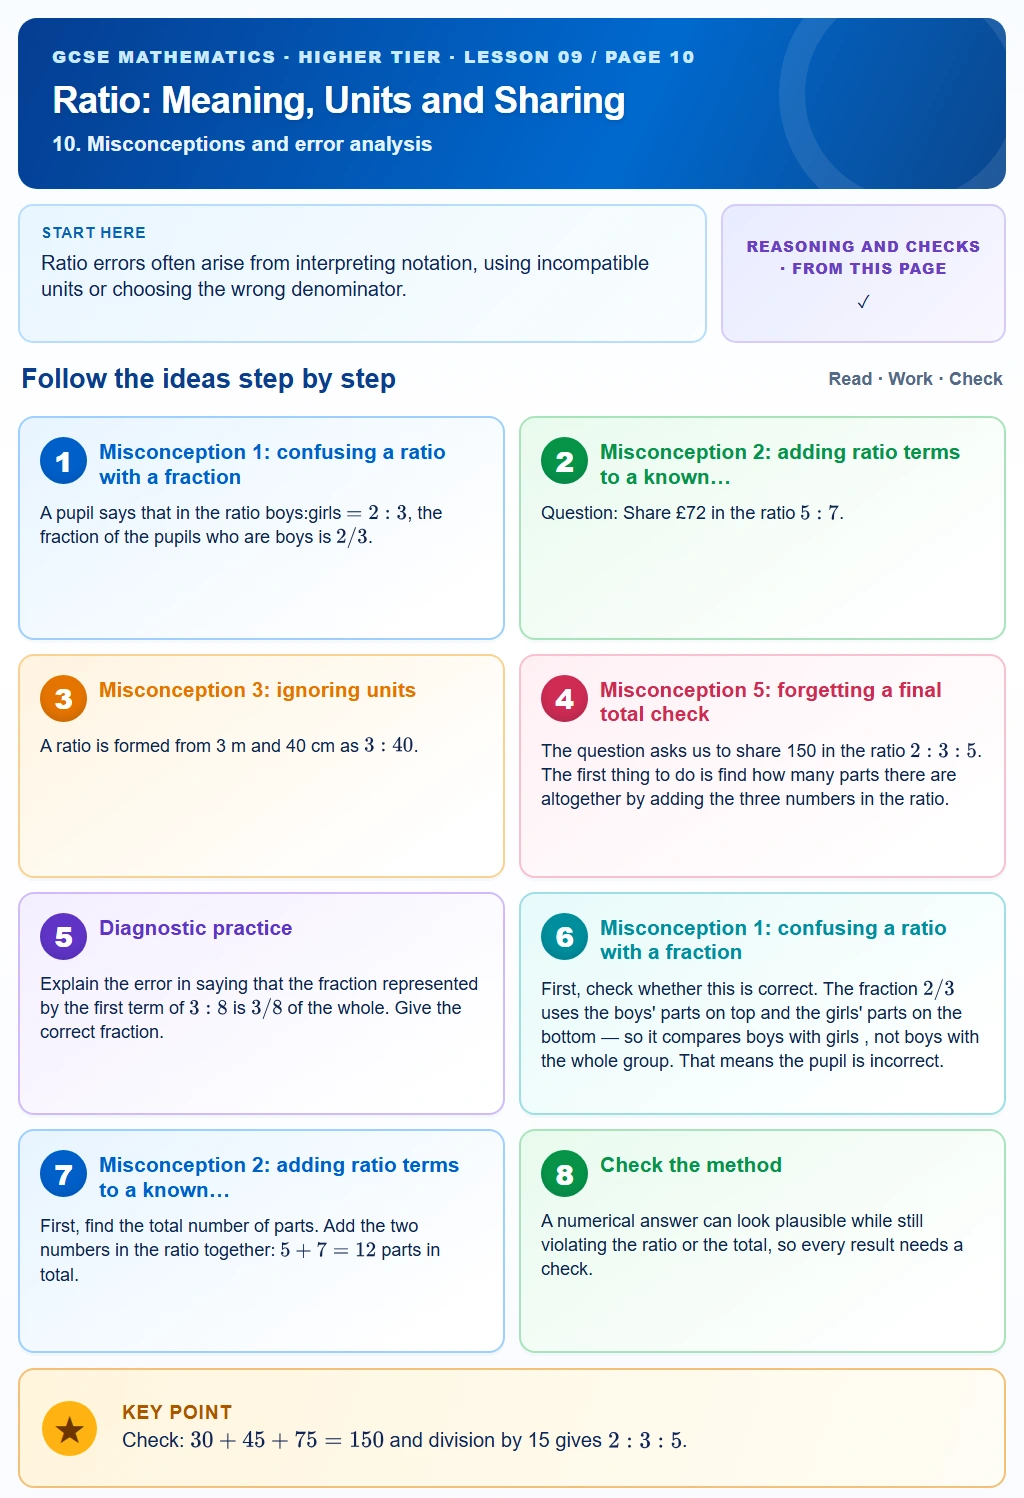 GCSE MATHEMATICS · HIGHER TIER · LESSON 09 / PAGE 10
Ratio: Meaning, Units and Sharing
10. Misconceptions and error analysis
START HERE
Ratio errors often arise from interpreting notation, using incompatible
units or choosing the wrong denominator.
REASONING AND CHECKS
· FROM THIS PAGE
✓
Follow the ideas step by step
Read · Work · Check
1
Misconception 1: confusing a ratio
with a fraction
A pupil says that in the ratio boys:girls = 2 : 3, the
fraction of the pupils who are boys is 2/3.
2
Misconception 2: adding ratio terms
to a known…
Question: Share £72 in the ratio 5 : 7.
3
Misconception 3: ignoring units
A ratio is formed from 3 m and 40 cm as 3 : 40.
4
Misconception 5: forgetting a final
total check
The question asks us to share 150 in the ratio 2 : 3 : 5.
The first thing to do is find how many parts there are
altogether by adding the three numbers in the ratio.
5
Diagnostic practice
Explain the error in saying that the fraction represented
by the first term of 3 : 8 is 3/8 of the whole. Give the
correct fraction.
6
Misconception 1: confusing a ratio
with a fraction
First, check whether this is correct. The fraction 2/3
uses the boys' parts on top and the girls' parts on the
bottom — so it compares boys with girls , not boys with
the whole group. That means the pupil is incorrect.
7
Misconception 2: adding ratio terms
to a known…
First, find the total number of parts. Add the two
numbers in the ratio together: 5 + 7 = 12 parts in
total.
8
Check the method
A numerical answer can look plausible while still
violating the ratio or the total, so every result needs a
check.
KEY POINT
Check: 30 + 45 + 75 = 150 and division by 15 gives 2 : 3 : 5.